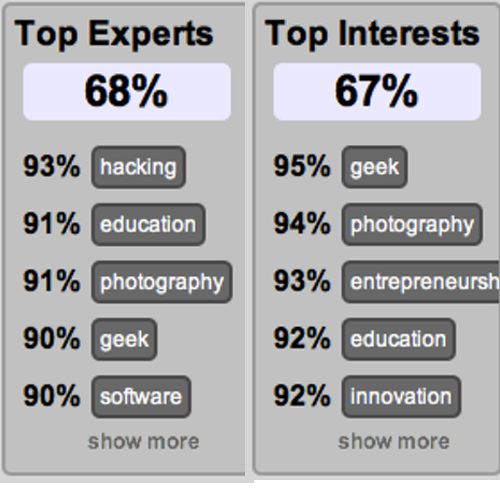 Top Experts
68%
93% hacking
91% education
91% photography
90% geek
90% software
show more
Top Interests
67%
95% geek
94% photography
93% entrepreneursh
92% education
92% innovation
show more